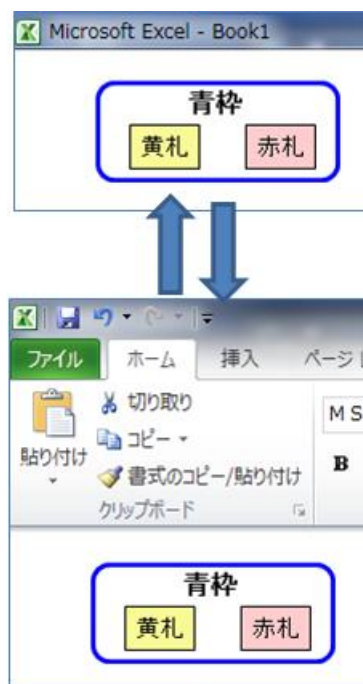 Microsoft Excel - Book1
青枠
黄札 赤札
ファイル ホーム 挿入 ページ
貼り付け
切り取り
コピー
書式のコピー/貼り付け
クリップボード
M S
B
青枠
黄札 赤札